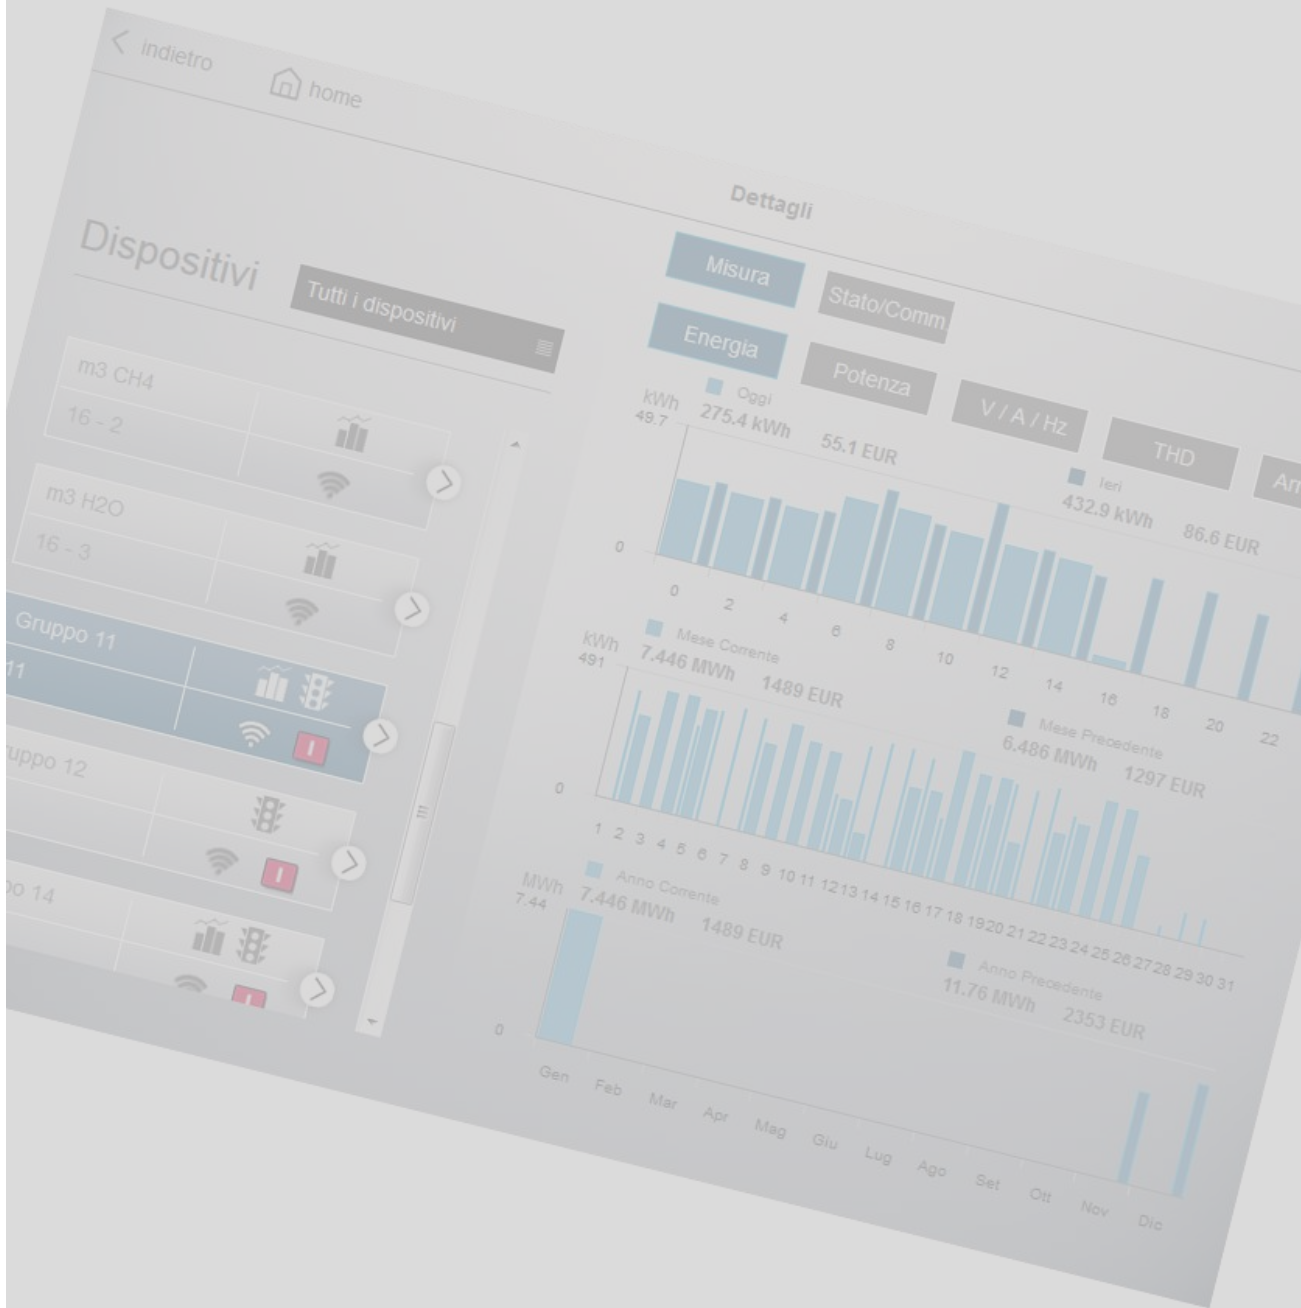 indietro
home
Dettagli
Dispositivi
Tutti i dispositivi
m3 CH4
16 - 2
m3 H2O
16 - 3
Gruppo 11
11
uppo 12
po 14
Misura
Stato/Comm.
Energia
Potenza
V / A / Hz
THD
kWh
49.7
Oggi
275.4 kWh
55.1 EUR
Ieri
432.9 kWh
86.6 EUR
0
0 2 4 6 8 10 12 14 16 18 20 22
kWh
491
Mese Corrente
7.446 MWh
1489 EUR
Mese Precedente
6.486 MWh
1297 EUR
0
1 2 3 4 5 6 7 8 9 10 11 12 13 14 15 16 17 18 19 20 21 22 23 24 25 26 27 28 29 30 31
MWh
7.44
Anno Corrente
7.446 MWh
1489 EUR
Anno Precedente
11.76 MWh
2353 EUR
0
Gen Feb Mar Apr Mag Giu Lug Ago Set Ott Nov Dic